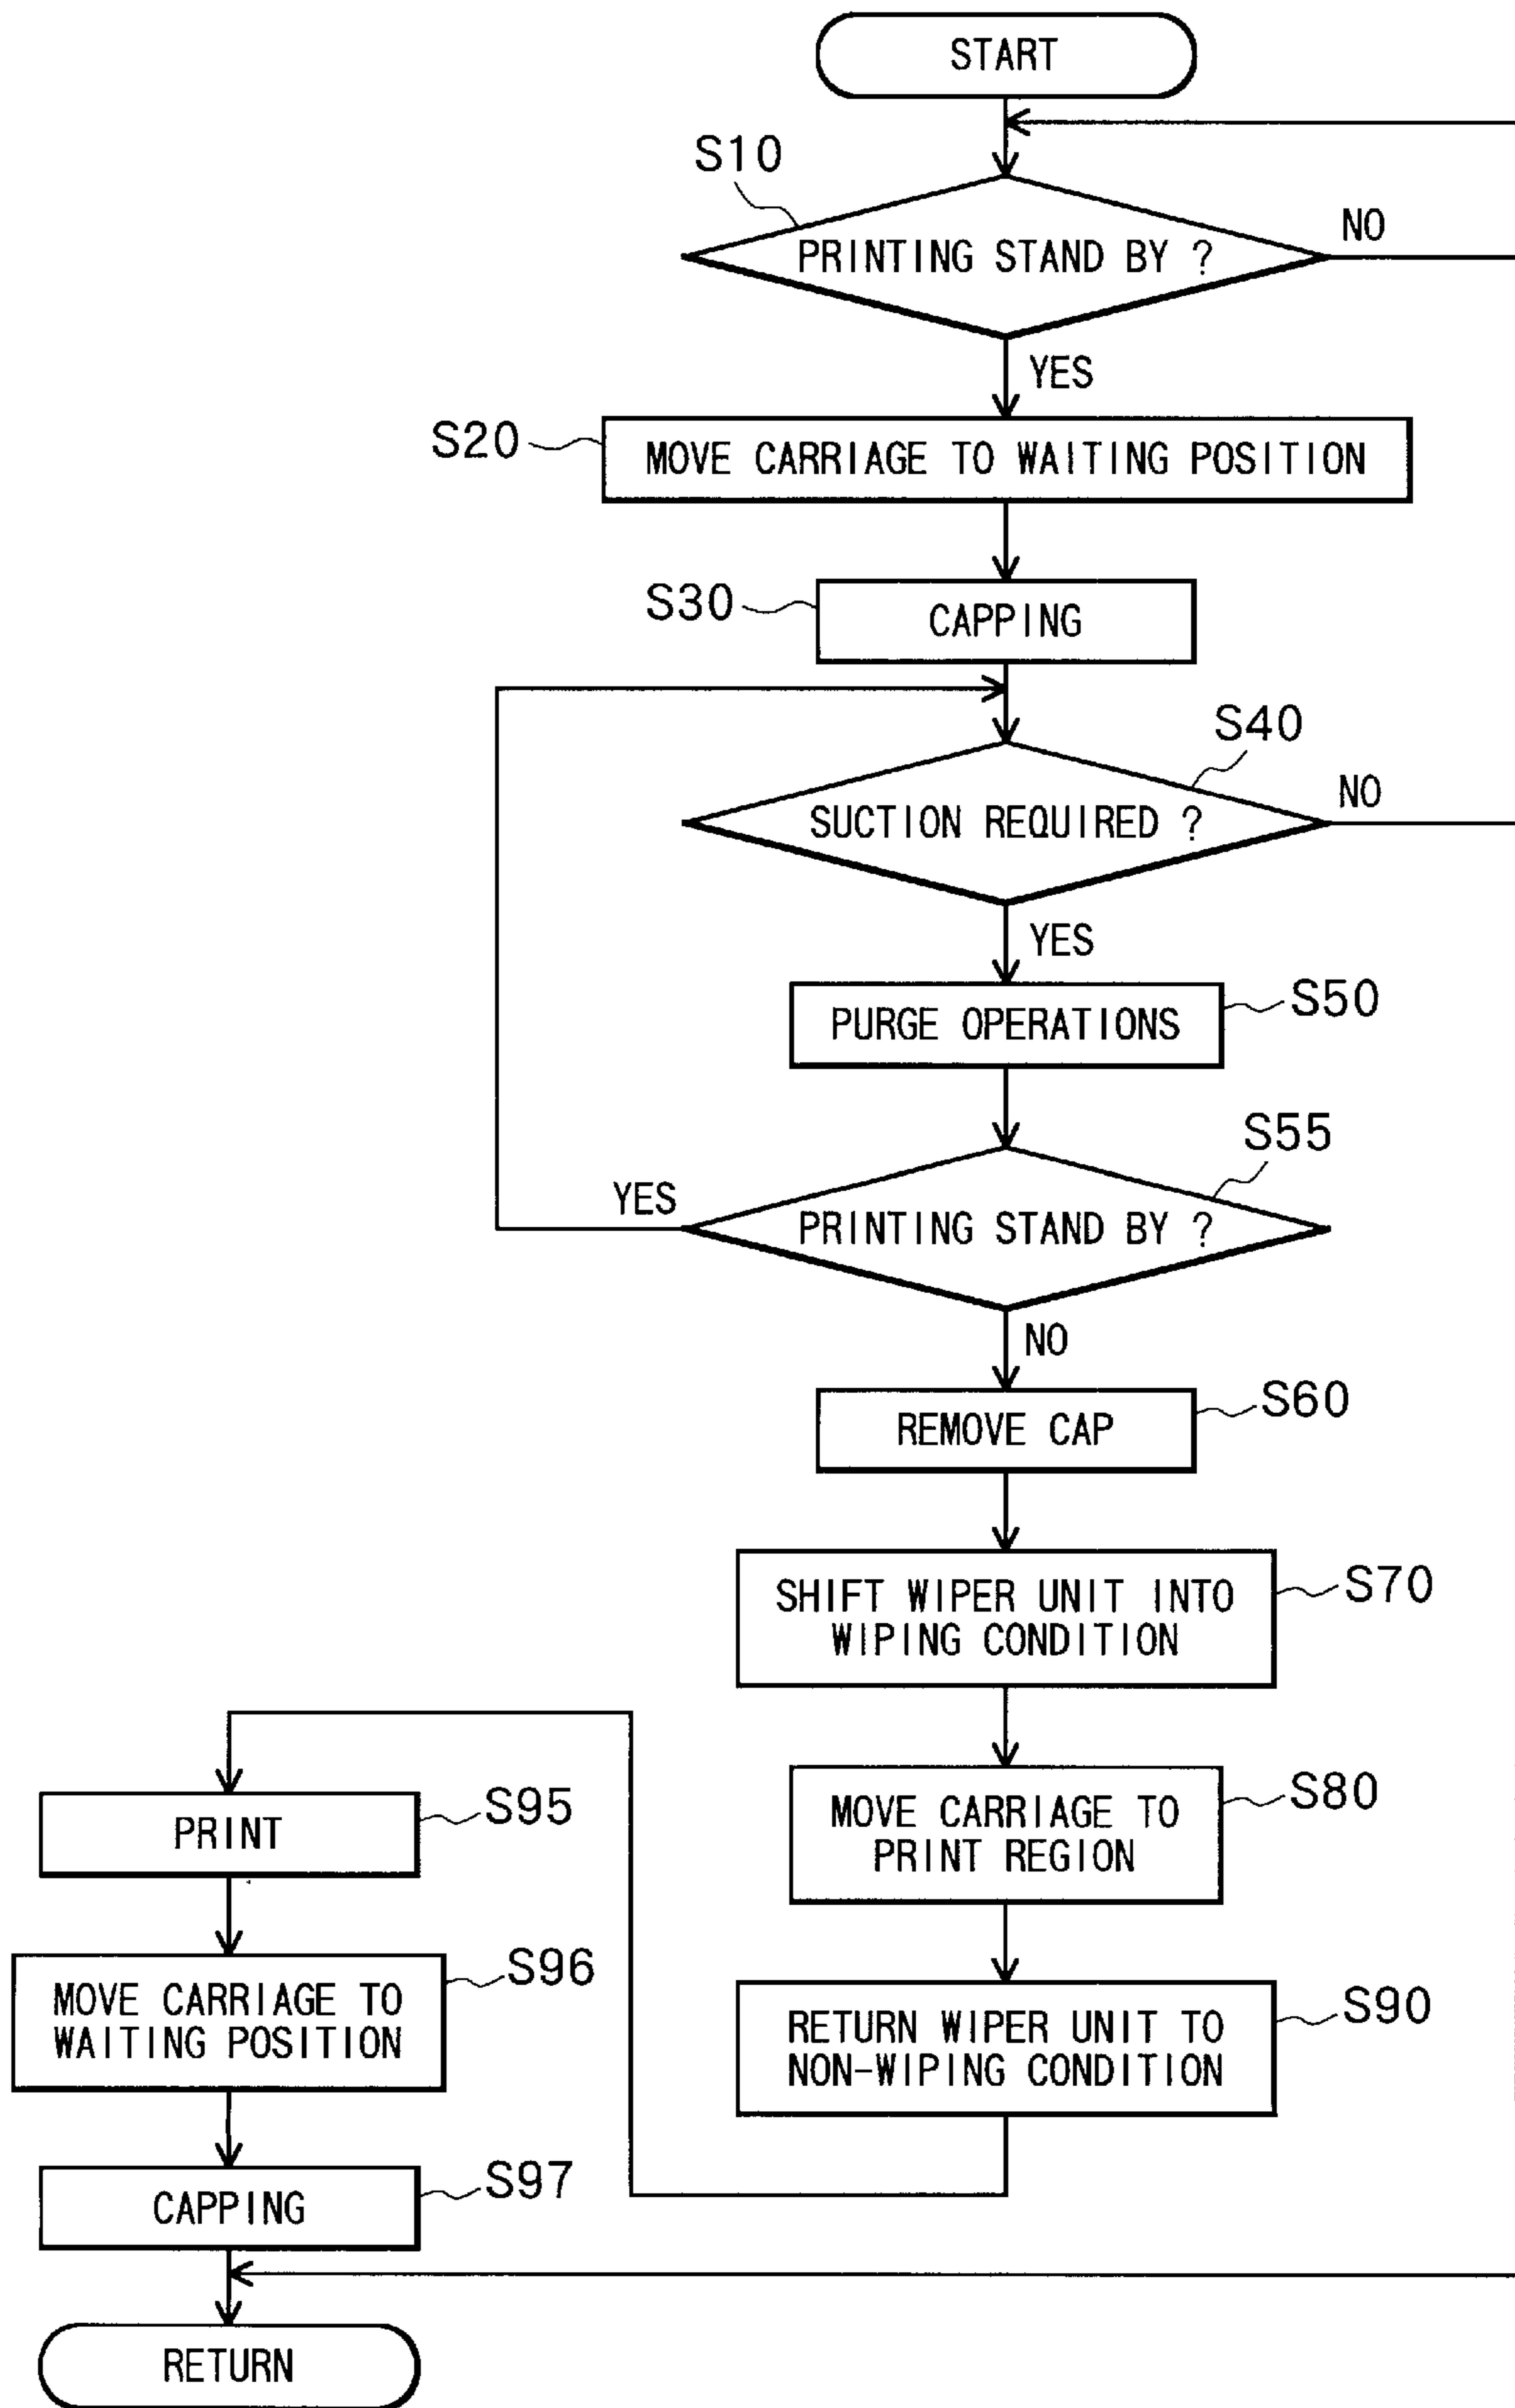 START
S10
PRINTING STAND BY ?
NO
YES
S20
MOVE CARRIAGE TO WAITING POSITION
S30
CAPPING
S40
SUCTION REQUIRED ?
NO
YES
PURGE OPERATIONS
S50
S55
YES
PRINTING STAND BY ?
NO
REMOVE CAP
S60
SHIFT WIPER UNIT INTO
WIPING CONDITION
S70
MOVE CARRIAGE TO
PRINT REGION
S80
RETURN WIPER UNIT TO
NON-WIPING CONDITION
S90
PRINT
S95
MOVE CARRIAGE TO
WAITING POSITION
S96
CAPPING
S97
RETURN